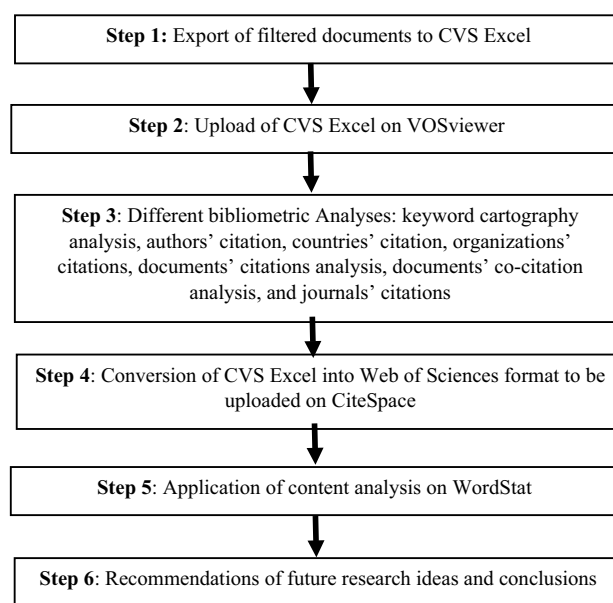 Step 1: Export of filtered documents to CVS Excel
Step 2: Upload of CVS Excel on VOSviewer
Step 3: Different bibliometric Analyses: keyword cartography
analysis, authors’ citation, countries’ citation, organizations’
citations, documents’ citations analysis, documents’ co-citation
analysis, and journals’ citations
Step 4: Conversion of CVS Excel into Web of Sciences format to be
uploaded on CiteSpace
Step 5: Application of content analysis on WordStat
Step 6: Recommendations of future research ideas and conclusions